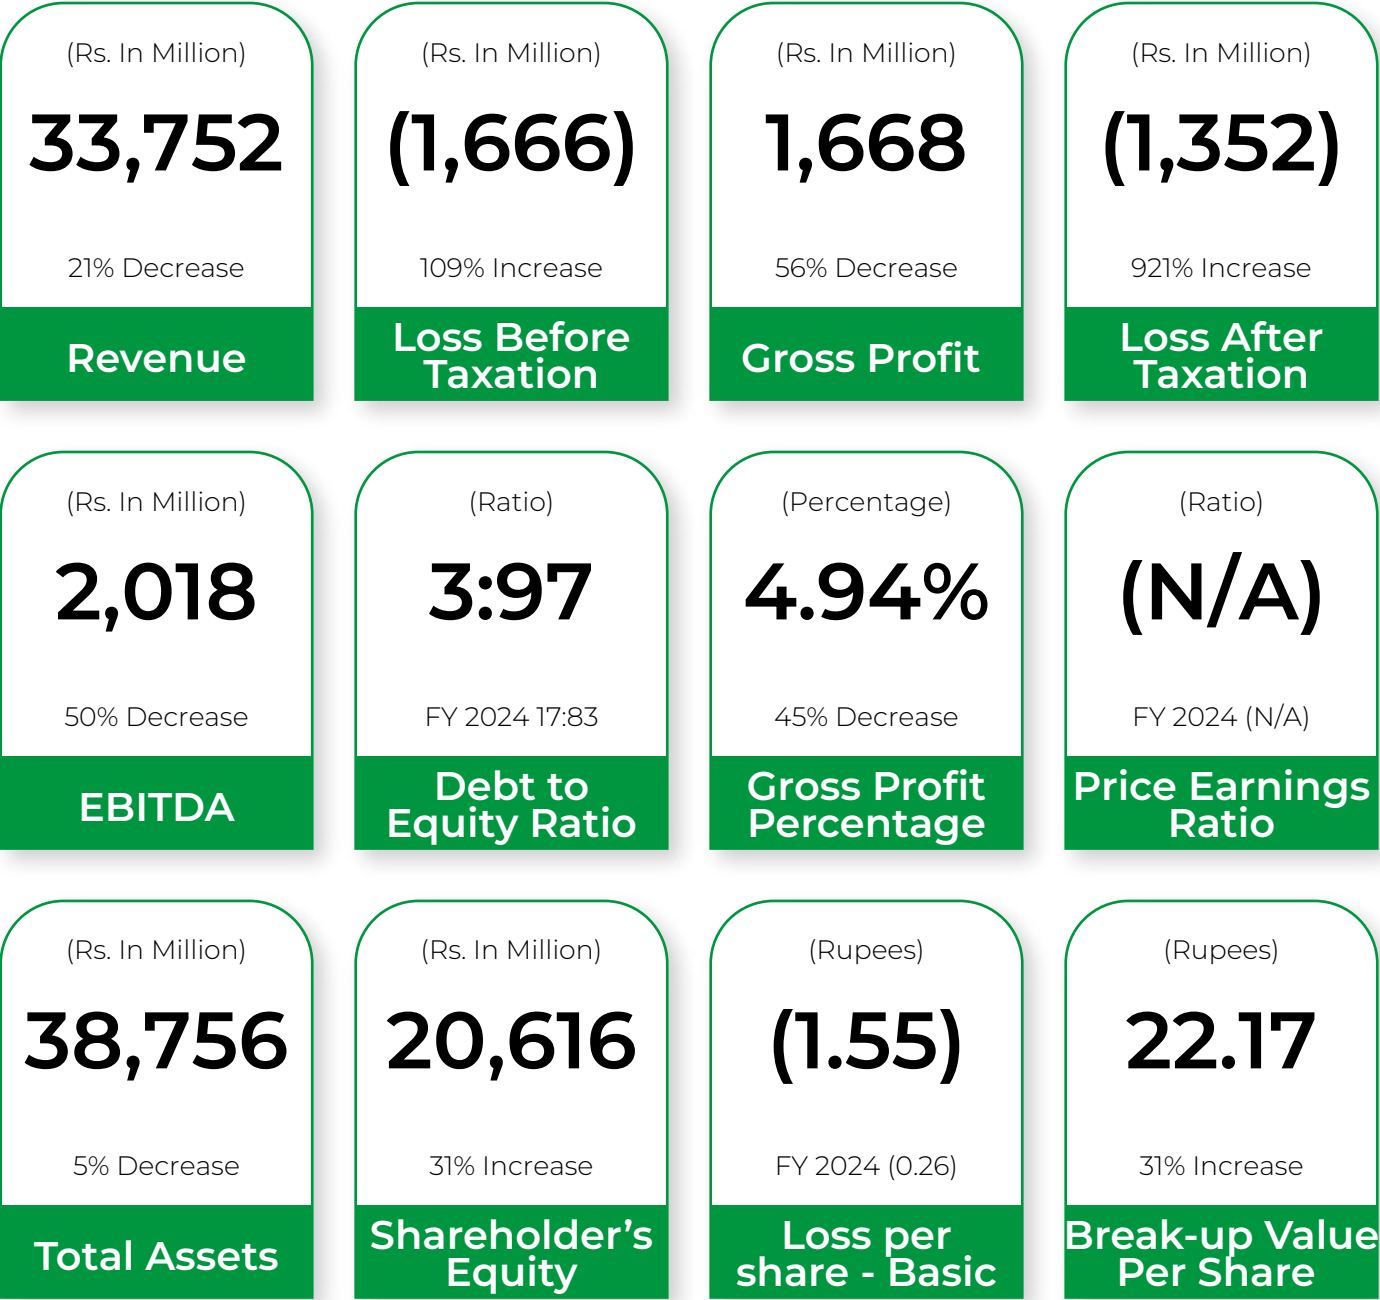 (Rs. In Million)
33,752
21% Decrease
Revenue
(Rs. In Million)
(1,666)
109% Increase
Loss Before
Taxation
(Rs. In Million)
1,668
56% Decrease
Gross Profit
(Rs. In Million)
(1,352)
921% Increase
Loss After
Taxation
(Rs. In Million)
2,018
50% Decrease
EBITDA
(Ratio)
3:97
FY 2024 17:83
Debt to
Equity Ratio
(Percentage)
4.94%
45% Decrease
Gross Profit
Percentage
(Ratio)
(N/A)
FY 2024 (N/A)
Price Earnings
Ratio
(Rs. In Million)
38,756
5% Decrease
Total Assets
(Rs. In Million)
20,616
31% Increase
Shareholder’s
Equity
(Rupees)
(1.55)
FY 2024 (0.26)
Loss per
share - Basic
(Rupees)
22.17
31% Increase
Break-up Value
Per Share